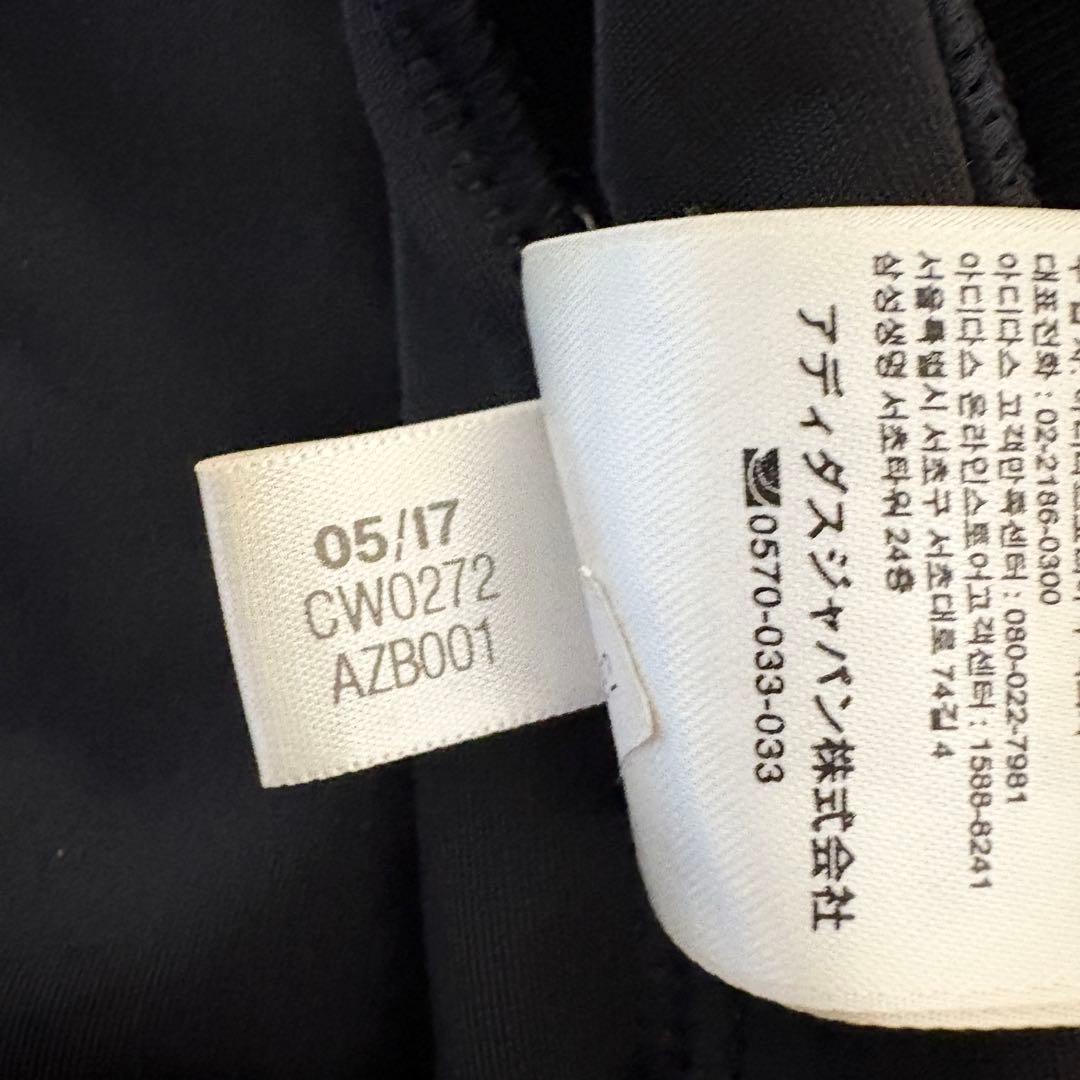 05/17
CW0272
AZB001
대표전화 : 02-2186-0300
아디다스 고객만족센터 : 080-022-7981
아디다스 온라인스토어고객센터 : 1588-8241
서울특별시 서초구 서초대로 74길 4
삼성생명 서초타워 24층
アディダスジャパン株式会社
0570-033-033